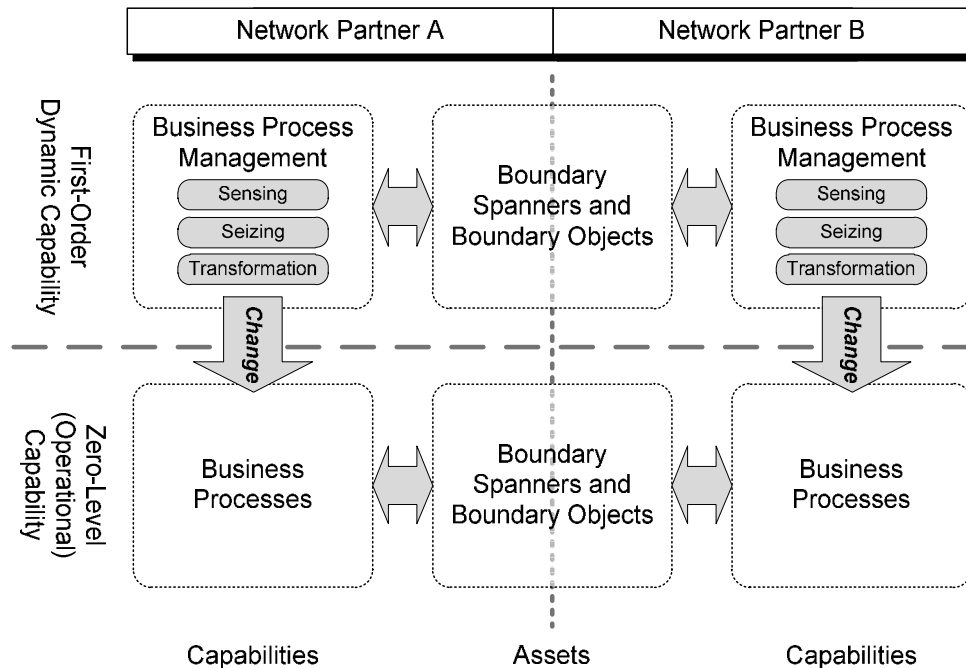 Network Partner A
Network Partner B
First-Order
Dynamic Capability
Business Process
Management
Sensing
Seizing
Transformation
Boundary
Spanners and
Boundary Objects
Business Process
Management
Sensing
Seizing
Transformation
Change
Change
Zero-Level
(Operational)
Capability
Business
Processes
Boundary
Spanners and
Boundary Objects
Business
Processes
Capabilities
Assets
Capabilities